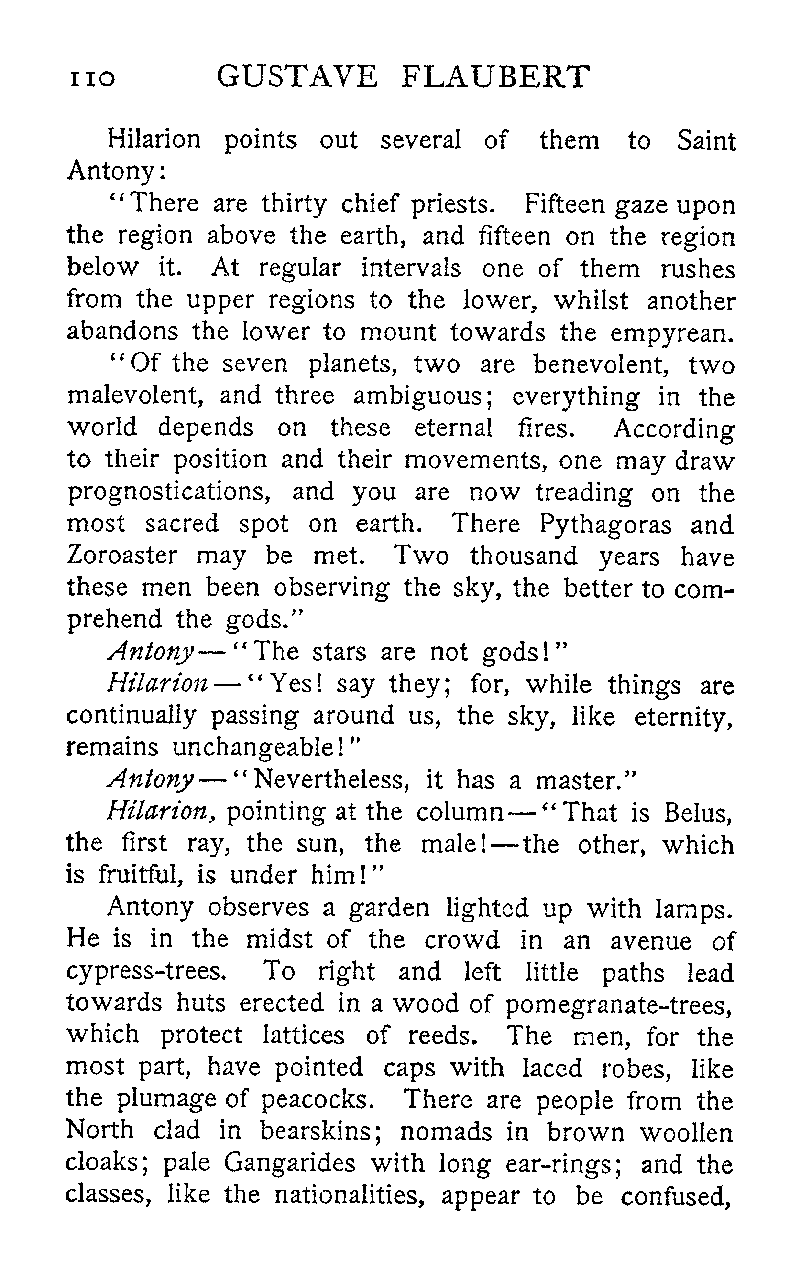 110 GUSTAVE FLAUBERT
Hilarion points out several of them to Saint
Antony:
"There are thirty chief priests. Fifteen gaze upon
the region above the earth, and fifteen on the region
below it. At regular intervals one of them rushes
from the upper regions to the lower, whilst another
abandons the lower to mount towards the empyrean.
"Of the seven planets, two are benevolent, two
malevolent, and three ambiguous; everything in the
world depends on these eternal fires. According
to their position and their movements, one may draw
prognostications, and you are now treading on the
most sacred spot on earth. There Pythagoras and
Zoroaster may be met. Two thousand years have
these men been observing the sky, the better to com-
prehend the gods."
Antony—"The stars are not gods!"
Hilarion—"Yes! say they; for, while things are
continually passing around us, the sky, like eternity,
remains unchangeable!"
Antony—"Nevertheless, it has a master."
Hilarion, pointing at the column—"That is Belus,
the first ray, the sun, the male!—the other, which
is fruitful, is under him!"
Antony observes a garden lighted up with lamps.
He is in the midst of the crowd in an avenue of
cypress-trees. To right and left little paths lead
towards huts erected in a wood of pomegranate-trees,
which protect lattices of reeds. The men, for the
most part, have pointed caps with laced robes, like
the plumage of peacocks. There are people from the
North clad in bearskins; nomads in brown woollen
cloaks; pale Gangarides with long ear-rings; and the
classes, like the nationalities, appear to be confused,